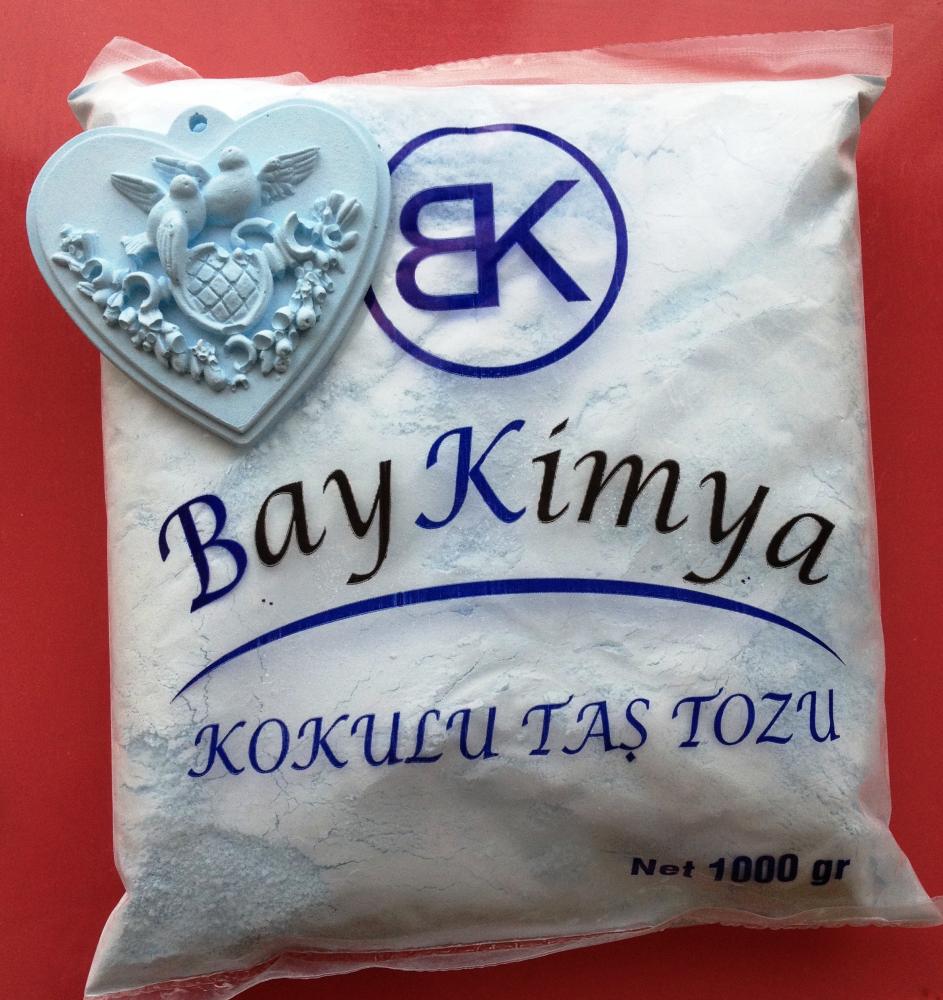 BK
Bay Kimya
KOKULU TAŞ TOZU
Net 1000 gr